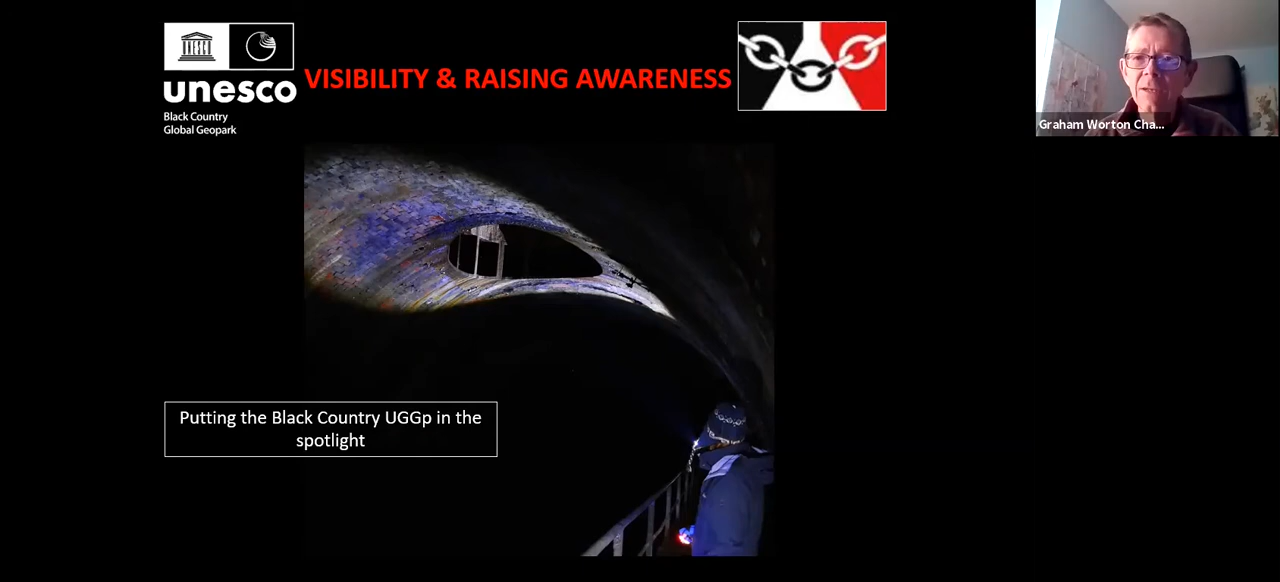 UNESCO
unesco
Black Country
Global Geopark
VISIBILITY & RAISING AWARENESS
Graham Worton Cha...
Putting the Black Country UGGp in the
spotlight